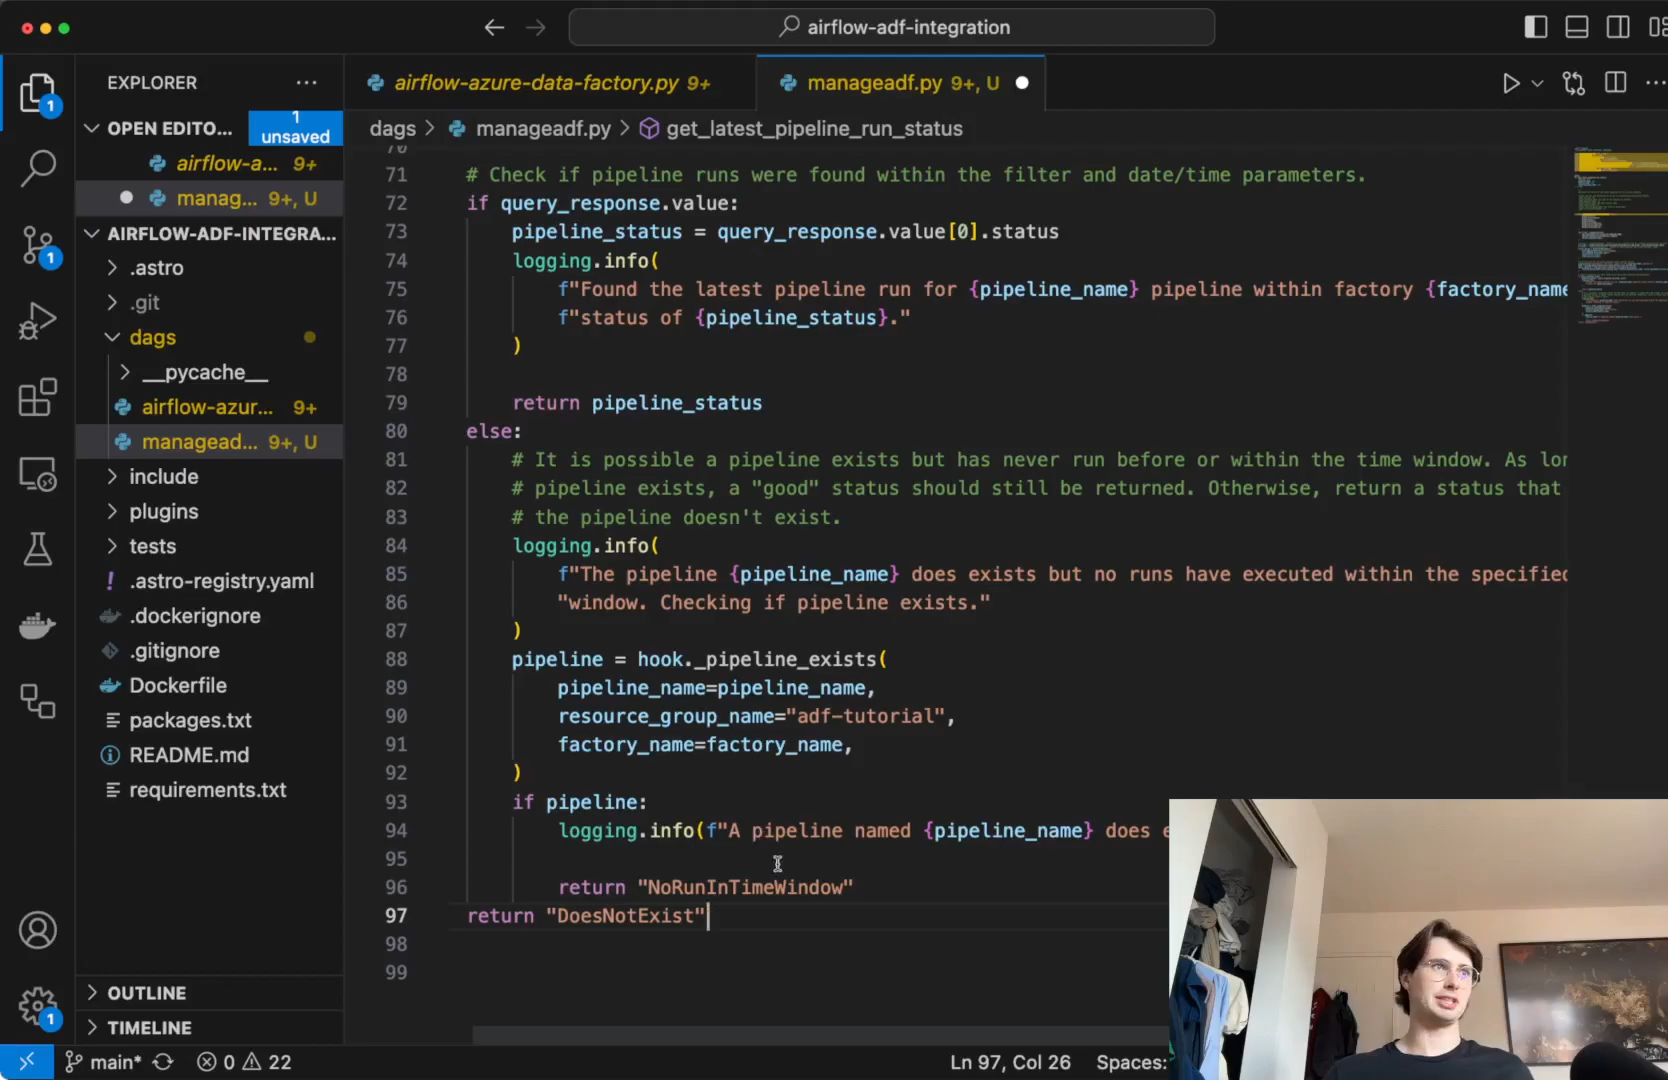 airflow-adf-integration
EXPLORER
airflow-azure-data-factory.py 9+
manageadf.py 9+, U
OPEN EDITO...
1 unsaved
dags > manageadf.py > get_latest_pipeline_run_status
airflow-a... 9+
manag... 9+, U
AIRFLOW-ADF-INTEGRA...
.astro
.git
dags
__pycache__
airflow-azur... 9+
managead... 9+, U
include
plugins
tests
.astro-registry.yaml
.dockerignore
.gitignore
Dockerfile
packages.txt
README.md
requirements.txt
OUTLINE
TIMELINE
70
71 # Check if pipeline runs were found within the filter and date/time parameters.
72 if query_response.value:
73 pipeline_status = query_response.value[0].status
74 logging.info(
75 f"Found the latest pipeline run for {pipeline_name} pipeline within factory {factory_name
76 f"status of {pipeline_status}."
77 )
78
79 return pipeline_status
80 else:
81 # It is possible a pipeline exists but has never run before or within the time window. As lon
82 # pipeline exists, a "good" status should still be returned. Otherwise, return a status that
83 # the pipeline doesn't exist.
84 logging.info(
85 f"The pipeline {pipeline_name} does exists but no runs have executed within the specified
86 "window. Checking if pipeline exists."
87 )
88 pipeline = hook._pipeline_exists(
89 pipeline_name=pipeline_name,
90 resource_group_name="adf-tutorial",
91 factory_name=factory_name,
92 )
93 if pipeline:
94 logging.info(f"A pipeline named {pipeline_name} does e
95
96 return "NoRunInTimeWindow"
97 return "DoesNotExist"
98
99
1
1
1
main* 0 22
Ln 97, Col 26 Spaces: